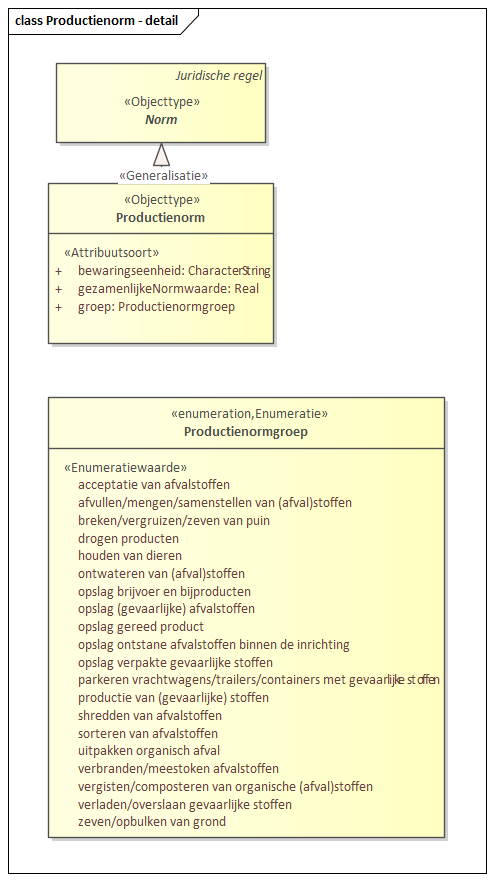 class Productienorm - detail
Juridische regel
«Objecttype»
Norm
«Generalisatie»
«Objecttype»
Productienorm
«Attribuutsoort»
+ bewaringseenheid: CharacterString
+ gezamenlijkeNormwaarde: Real
+ groep: Productienormgroep
«enumeration,Enumeratie»
Productienormgroep
«Enumeratiewaarde»
acceptatie van afvalstoffen
afvullen/mengen/samenstellen van (afval)stoffen
breken/vergruizen/zeven van puin
drogen producten
houden van dieren
ontwateren van (afval)stoffen
opslag brijvoer en bijproducten
opslag (gevaarlijke) afvalstoffen
opslag gereed product
opslag ontstane afvalstoffen binnen de inrichting
opslag verpakte gevaarlijke stoffen
parkeren vrachtwagens/trailers/containers met gevaarlijke stoffen
productie van (gevaarlijke) stoffen
shredden van afvalstoffen
sorteren van afvalstoffen
uitpakken organisch afval
verbranden/meestoken afvalstoffen
vergisten/composteren van organische (afval)stoffen
verladen/overslaan gevaarlijke stoffen
zeven/opbulken van grond